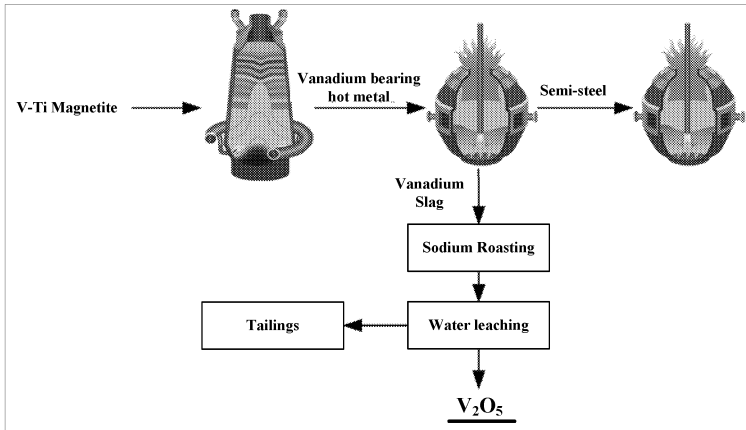 Vanadium bearing
hot metal
V-Ti Magnetite
Semi-steel
Vanadium
Slag
Sodium Roasting
Tailings
Water leaching
V₂O₅